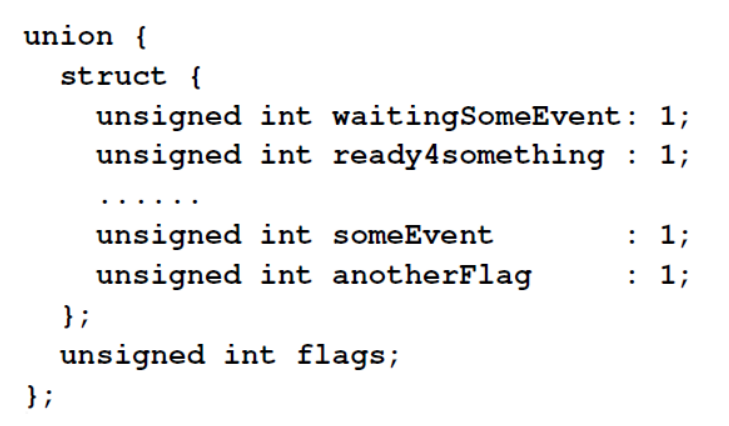 union {
  struct {
    unsigned int waitingSomeEvent: 1;
    unsigned int ready4something : 1;
    ......
    unsigned int someEvent       : 1;
    unsigned int anotherFlag     : 1;
  };
  unsigned int flags;
};